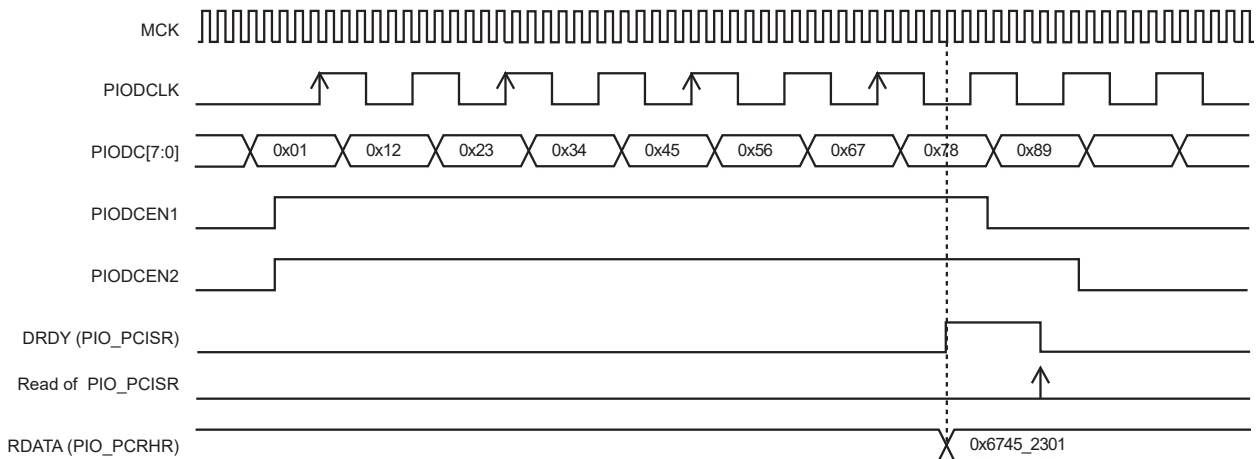 MCK
PIODCLK
PIODC[7:0] 0x01 0x12 0x23 0x34 0x45 0x56 0x67 0x78 0x89
PIODCEN1
PIODCEN2
DRDY (PIO_PCISR)
Read of PIO_PCISR
RDATA (PIO_PCRHR) 0x6745_2301